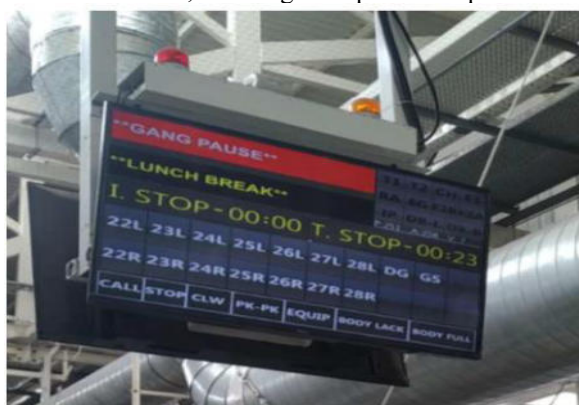 **GANG PAUSE**
**LUNCH BREAK**
I. STOP-00:00 T. STOP-00:23
22L 23L 24L 25L 26L 27L 28L DG GS
22R 23R 24R 25R 26R 27R 28R
CALL STOP CLW PK-PK EQUIP BODY LACK BODY FULL